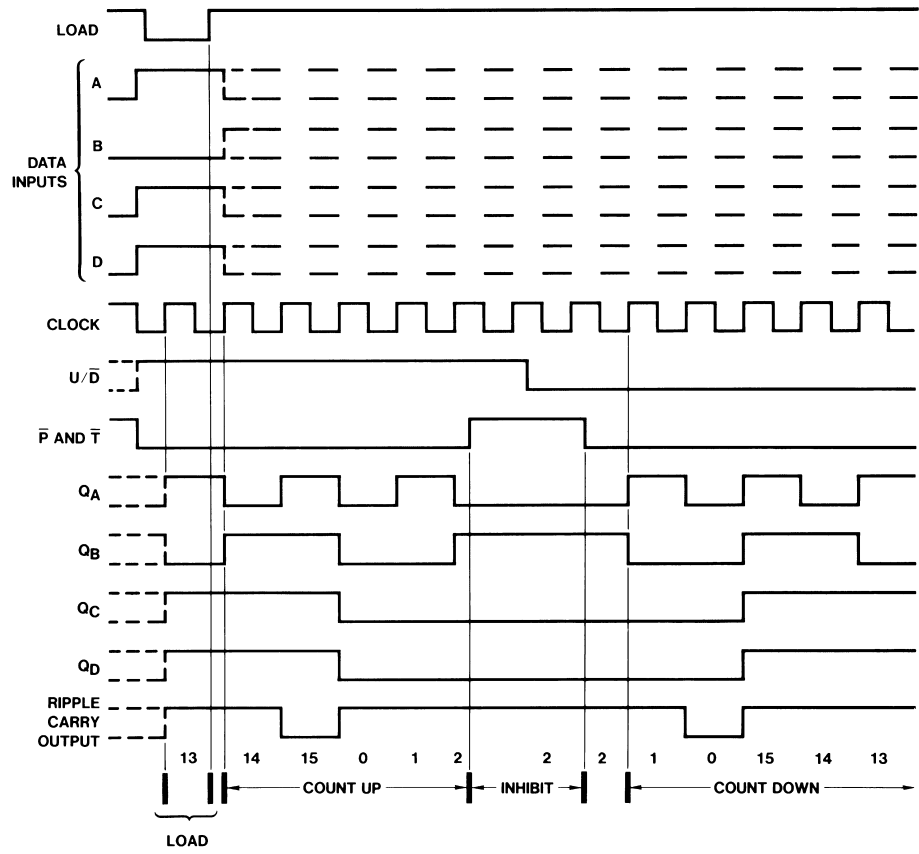 LOAD
A
B
DATA
INPUTS
C
D
CLOCK
U/D̅
P̅ AND T̅
QA
QB
QC
QD
RIPPLE
CARRY
OUTPUT
13 14 15 0 1 2 2 2 1 0 15 14 13
COUNT UP INHIBIT COUNT DOWN
LOAD